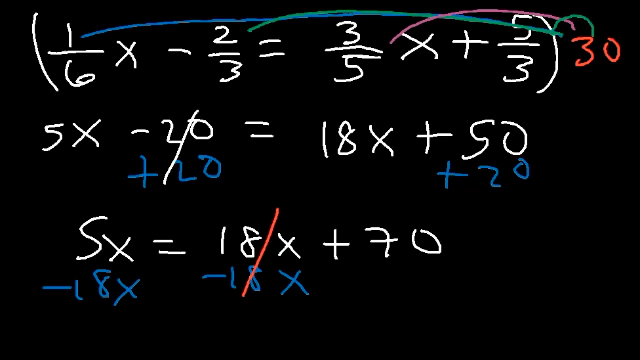 (1/6 x - 2/3 = 3/5 x + 5/3) 30
5x - 20 = 18x + 50
+ 20 + 20
5x = 18x + 70
-18x -18x